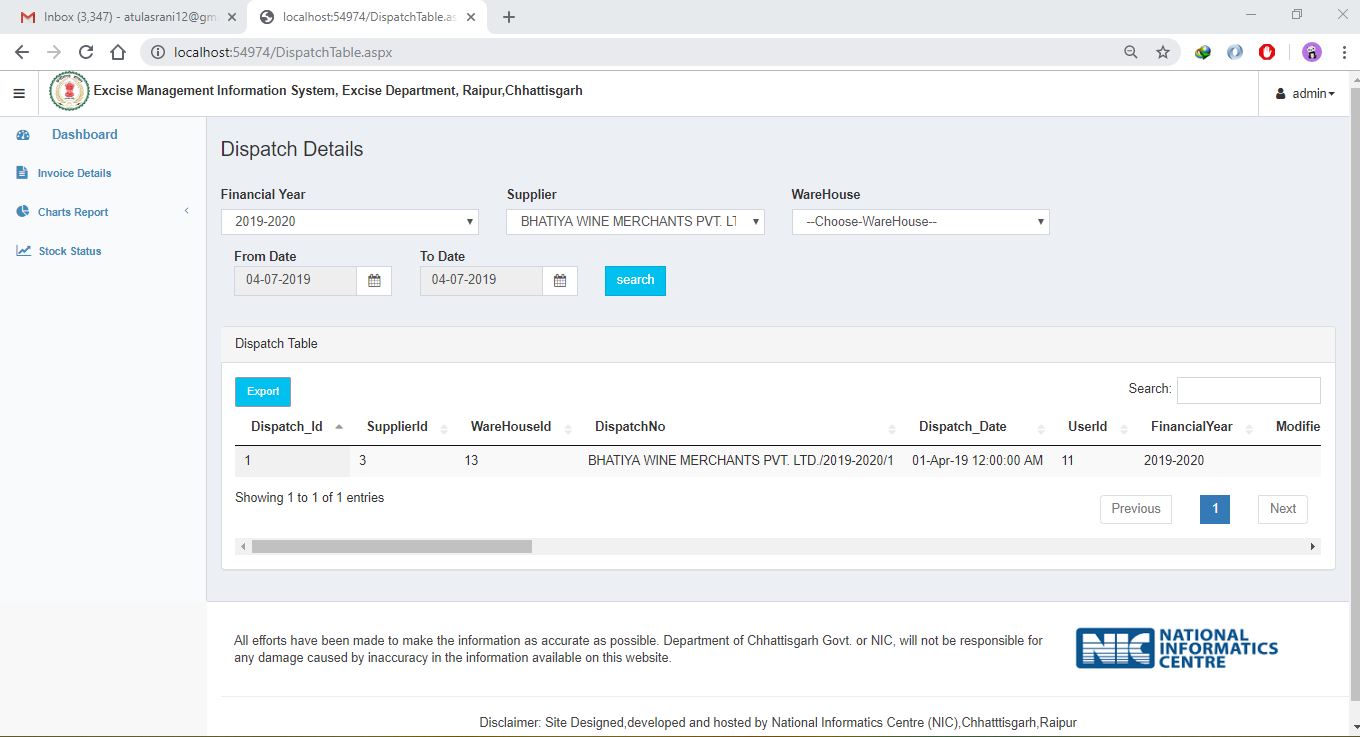 Inbox (3,347) - atulasrani12@gm
localhost:54974/DispatchTable.as
localhost:54974/DispatchTable.aspx
Excise Management Information System, Excise Department, Raipur,Chhattisgarh
admin
Dashboard
Invoice Details
Charts Report
Stock Status
Dispatch Details
Financial Year Supplier WareHouse
2019-2020 BHATIYA WINE MERCHANTS PVT. LT --Choose-WareHouse--
From Date To Date
04-07-2019 04-07-2019 search
Dispatch Table
Export Search:
Dispatch_Id SupplierId WareHouseId DispatchNo Dispatch_Date UserId FinancialYear Modifie
1 3 13 BHATIYA WINE MERCHANTS PVT. LTD./2019-2020/1 01-Apr-19 12:00:00 AM 11 2019-2020
Showing 1 to 1 of 1 entries
Previous 1 Next
All efforts have been made to make the information as accurate as possible. Department of Chhattisgarh Govt. or NIC, will not be responsible for
any damage caused by inaccuracy in the information available on this website.
NIC NATIONAL
INFORMATICS
CENTRE
Disclaimer: Site Designed,developed and hosted by National Informatics Centre (NIC),Chhatttisgarh,Raipur